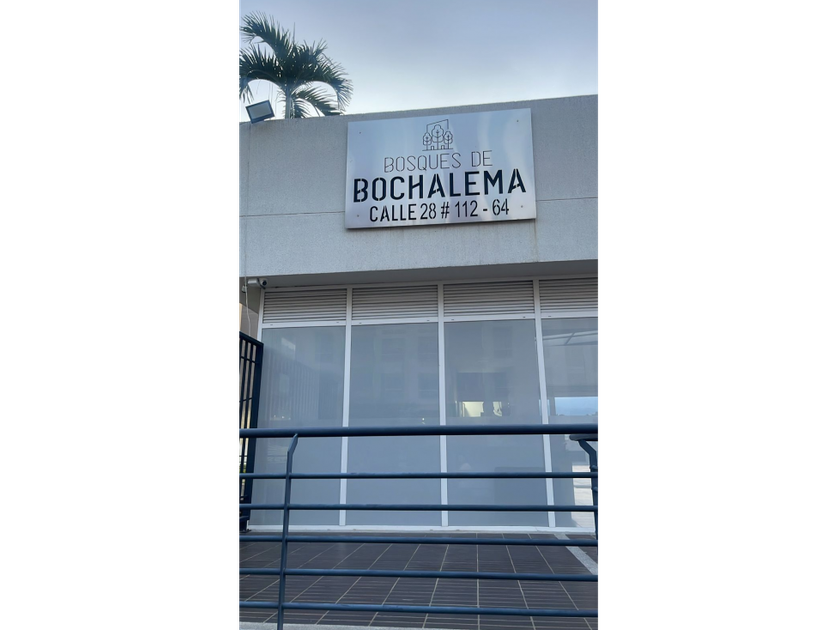 BOSQUES DE
BOCHALEMA
CALLE 28 # 112 - 64